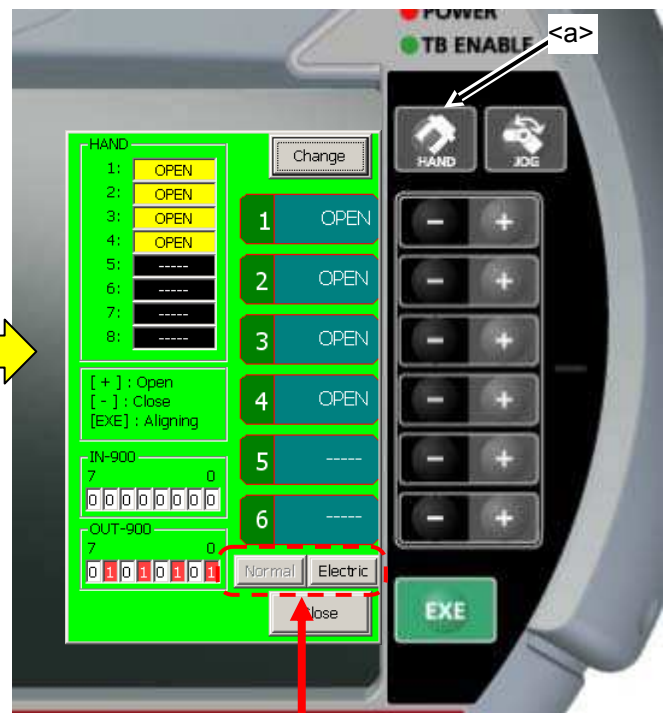 POWER
TB ENABLE
<a>
HAND
JOG
HAND
1: OPEN
2: OPEN
3: OPEN
4: OPEN
5: -----
6: -----
7: -----
8: -----
Change
1 OPEN
2 OPEN
3 OPEN
4 OPEN
5 -----
6 -----
[ + ] : Open
[ - ] : Close
[EXE] : Aligning
IN-900
7 0
0 0 0 0 0 0 0 0
OUT-900
7 0
0 1 0 1 0 1 0 1
Normal Electric
Close
- +
- +
- +
- +
- +
- +
EXE